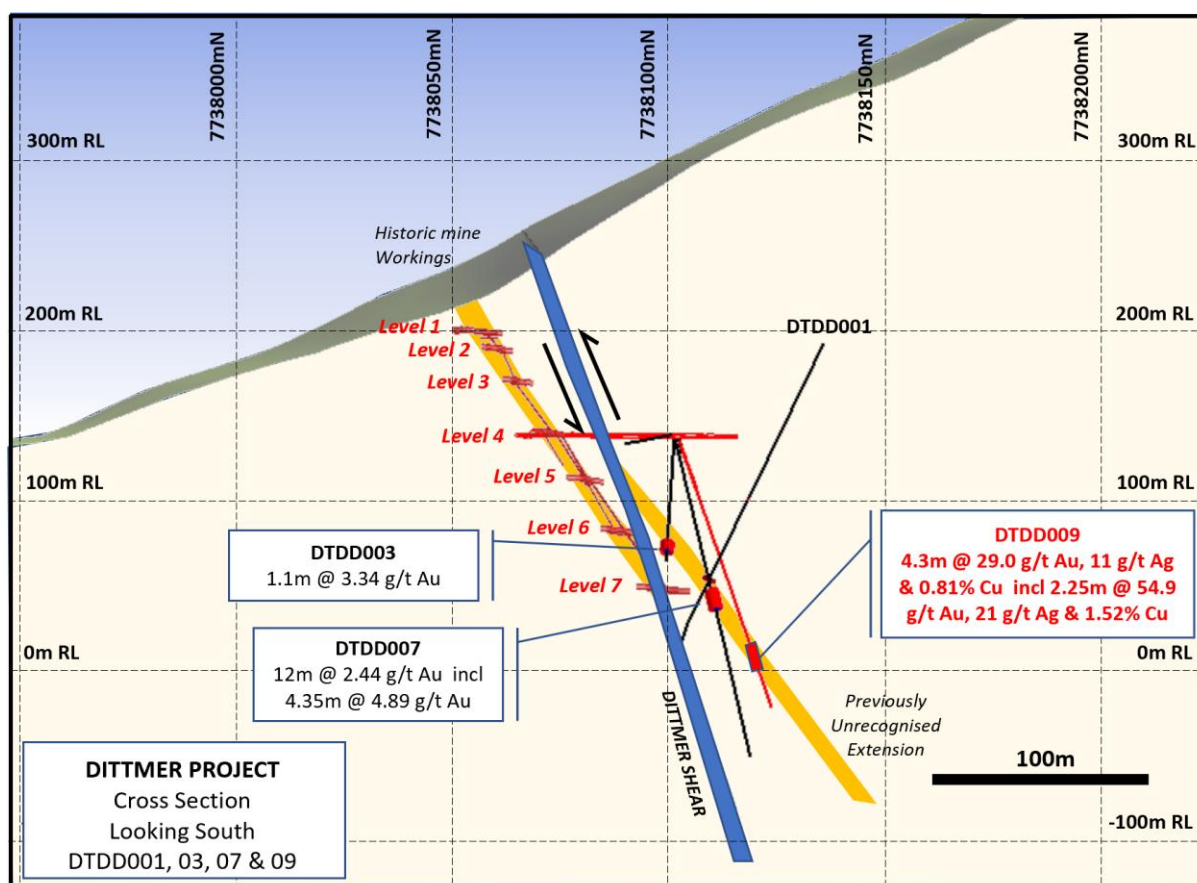 7738000mN
7738050mN
7738100mN
7738150mN
7738200mN
300m RL
300m RL
Historic mine
Workings
200m RL
Level 1
Level 2
Level 3
DTDD001
200m RL
Level 4
Level 5
100m RL
100m RL
Level 6
Level 7
DTDD003
1.1m @ 3.34 g/t Au
DTDD009
4.3m @ 29.0 g/t Au, 11 g/t Ag
& 0.81% Cu incl 2.25m @ 54.9
g/t Au, 21 g/t Ag & 1.52% Cu
0m RL
0m RL
DTDD007
12m @ 2.44 g/t Au incl
4.35m @ 4.89 g/t Au
DITTMER SHEAR
Previously
Unrecognised
Extension
100m
DITTMER PROJECT
Cross Section
Looking South
DTDD001, 03, 07 & 09
-100m RL